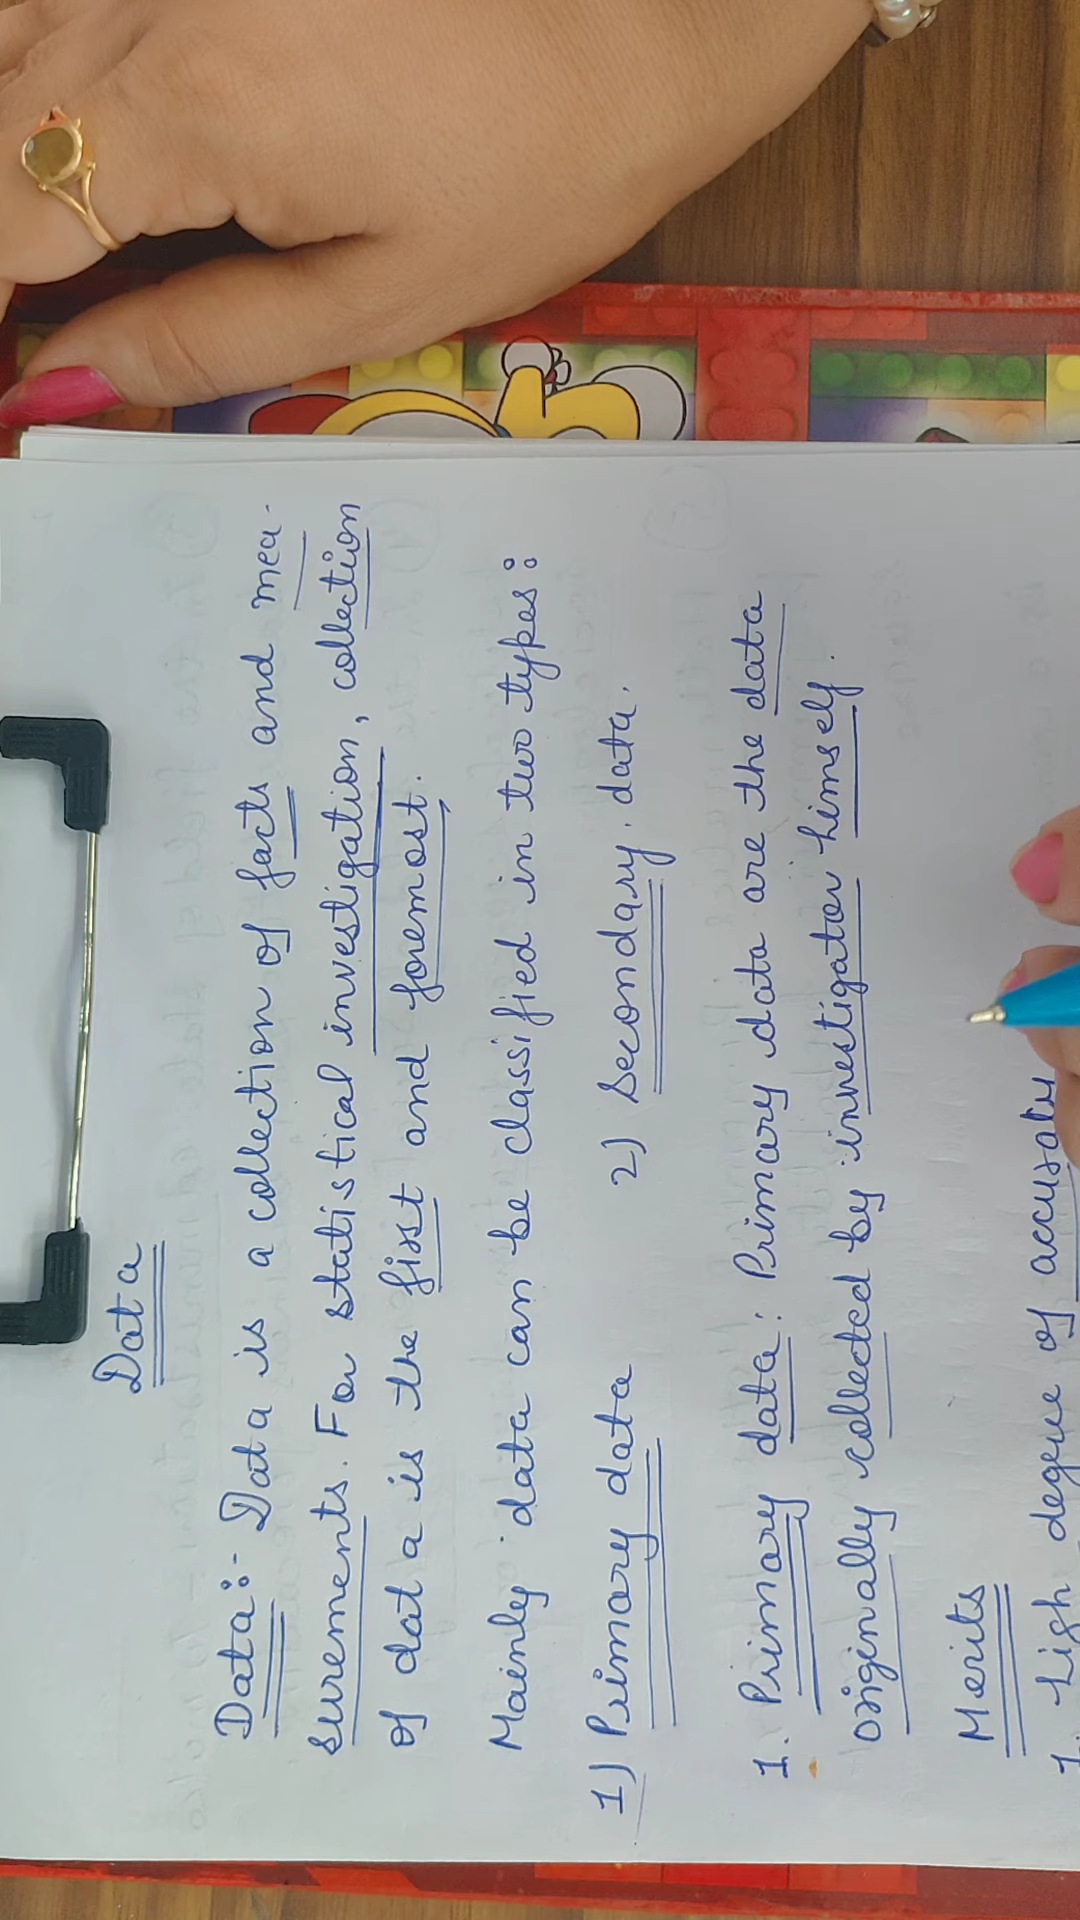 Data
Data:- Data is a collection of facts and mea-
surements. For statistical investigation, collection
of data is the first and foremost.
Mainly data can be classified in two types:
1) Primary data 2) Secondary data.
1. Primary data: Primary data are the data
originally collected by investigator himself.
Merits
1. high degree of accuraty